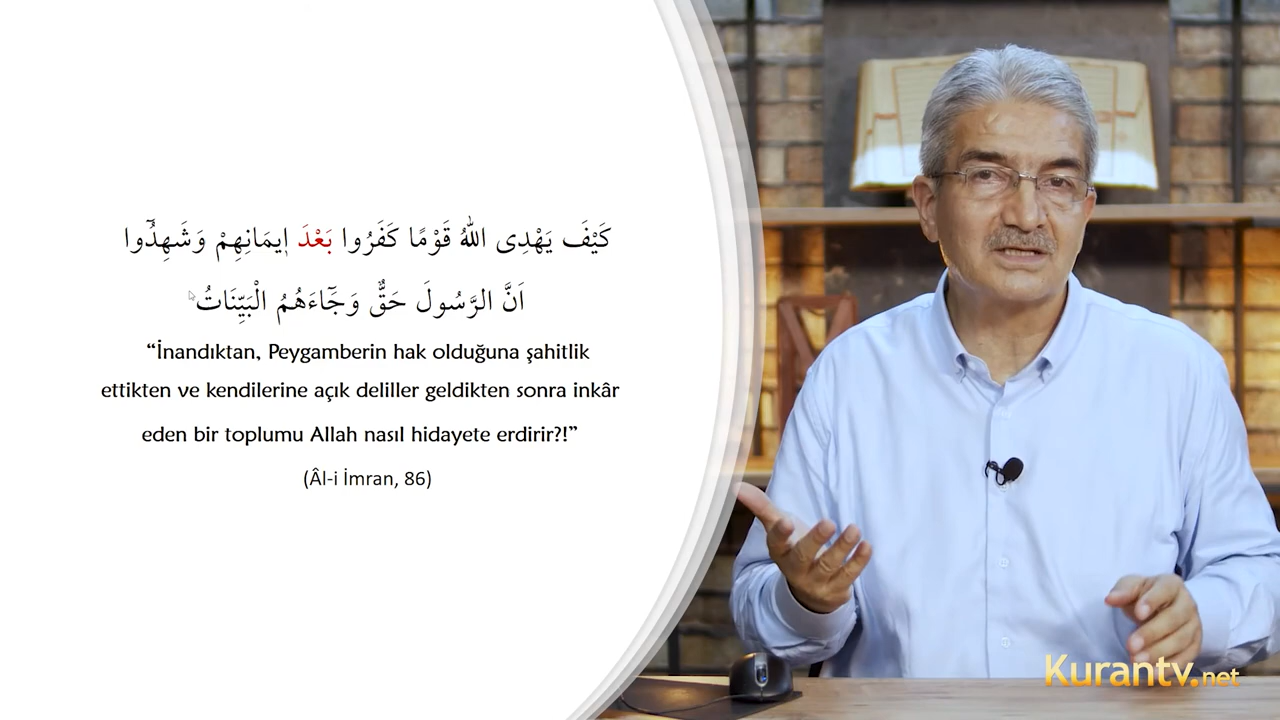 كَيْفَ يَهْدِى اللّٰهُ قَوْمًا كَفَرُوا بَعْدَ اِيمَانِهِمْ وَشَهِدُٓوا
اَنَّ الرَّسُولَ حَقٌّ وَجَٓاءَهُمُ الْبَيِّنَاتُ
“İnandıktan, Peygamberin hak olduğuna şahitlik
ettikten ve kendilerine açık deliller geldikten sonra inkâr
eden bir toplumu Allah nasıl hidayete erdirir?!”
(Âl-i İmran, 86)
Kurantv.net